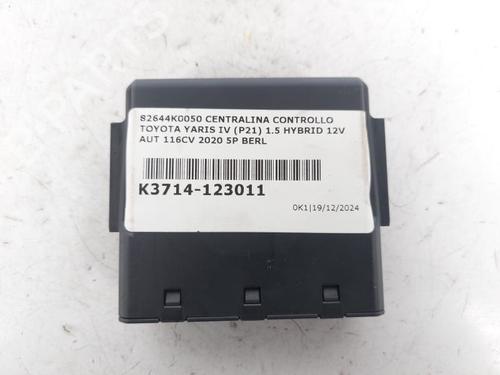 82644K0050 CENTRALINA CONTROLLO
TOYOTA YARIS IV (P21) 1.5 HYBRID 12V
AUT 116CV 2020 5P BERL
K3714-123011
0K1|19/12/2024